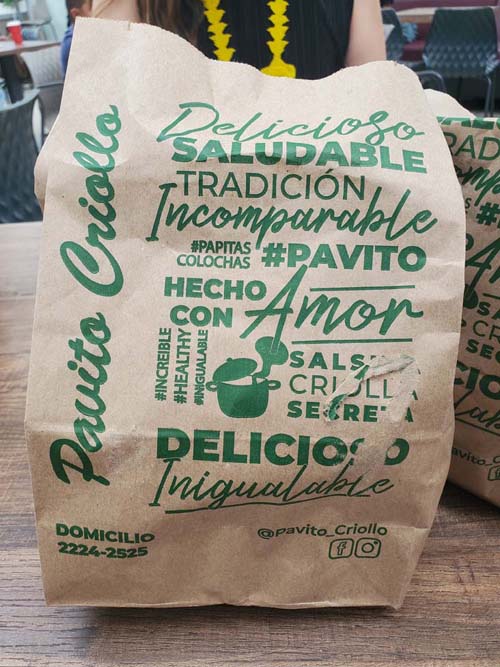 Pavito Criollo
Delicioso
SALUDABLE
TRADICIÓN
Incomparable
#PAPITAS
COLOCHAS
#PAVITO
HECHO
CON
Amor
#INCREIBLE
#HEALTHY
#INIGUALABLE
SALSITA
CRIOLLA
SECRETA
DELICIOSO
Inigualable
DOMICILIO
2224-2525
@pavito_Criollo